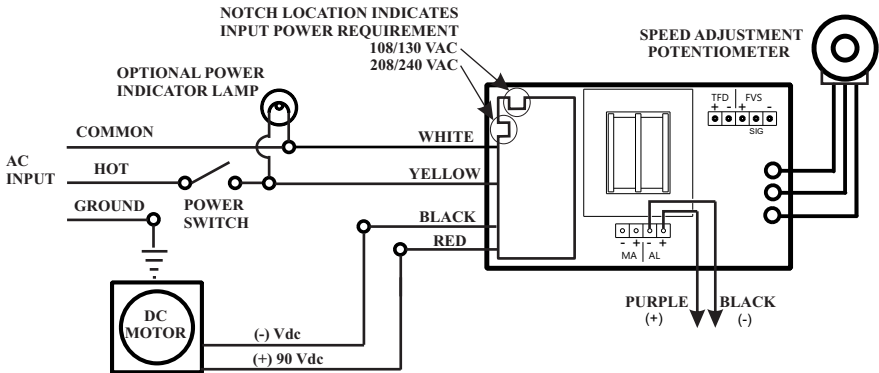 NOTCH LOCATION INDICATES
INPUT POWER REQUIREMENT
108/130 VAC
208/240 VAC
SPEED ADJUSTMENT
POTENTIOMETER
OPTIONAL POWER
INDICATOR LAMP
TFD FVS
+ - + -
SIG
COMMON
WHITE
AC
INPUT
HOT
YELLOW
POWER
SWITCH
GROUND
BLACK
RED
- + - +
MA AL
PURPLE
(+)
BLACK
(-)
DC
MOTOR
(-) Vdc
(+) 90 Vdc